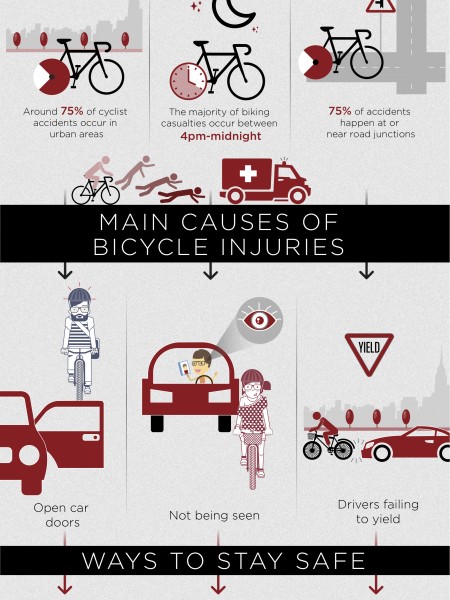 Around 75% of cyclist
accidents occur in
urban areas
The majority of biking
casualties occur between
4pm-midnight
75% of accidents
happen at or
near road junctions
MAIN CAUSES OF
BICYCLE INJURIES
YIELD
Open car
doors
Not being seen
Drivers failing
to yield
WAYS TO STAY SAFE